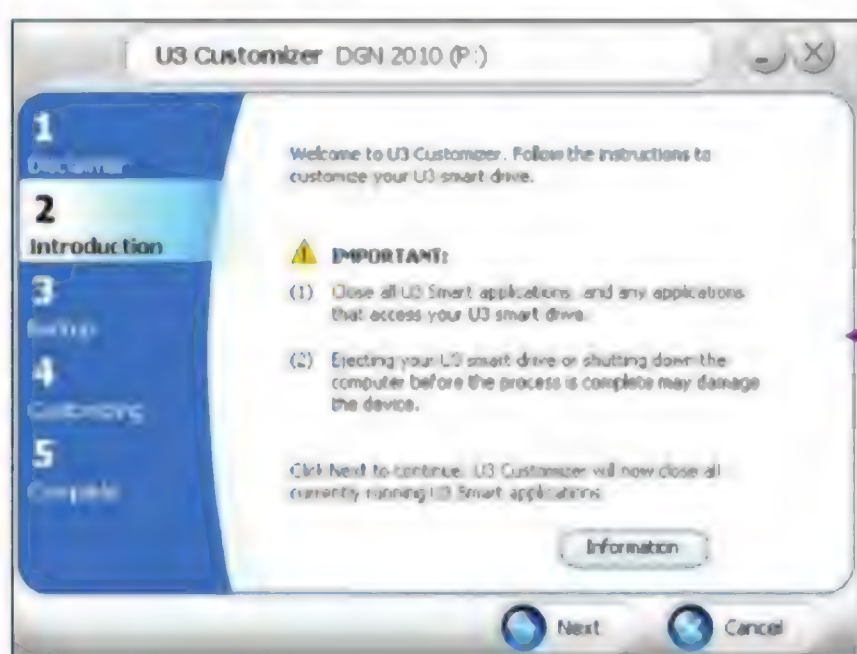 U3 Customizer DGN 2010 (P:)
1
2
Introduction
3
Backup
4
Customizing
5
Complete
Welcome to U3 Customizer. Follow the instructions to
customize your U3 smart drive.
IMPORTANT:
(1) Close all U3 Smart applications, and any applications
that access your U3 smart drive.
(2) Ejecting your U3 smart drive or shutting down the
computer before the process is complete may damage
the device.
Click Next to continue. U3 Customizer will now close all
currently running U3 Smart applications.
Information
Next
Cancel